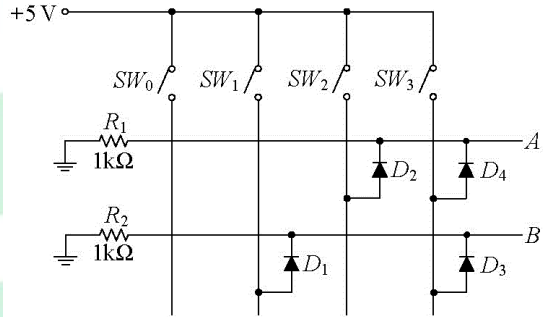 +5 V
SW₀ SW₁ SW₂ SW₃
R₁ A
1kΩ D₂ D₄
R₂ B
1kΩ D₁ D₃